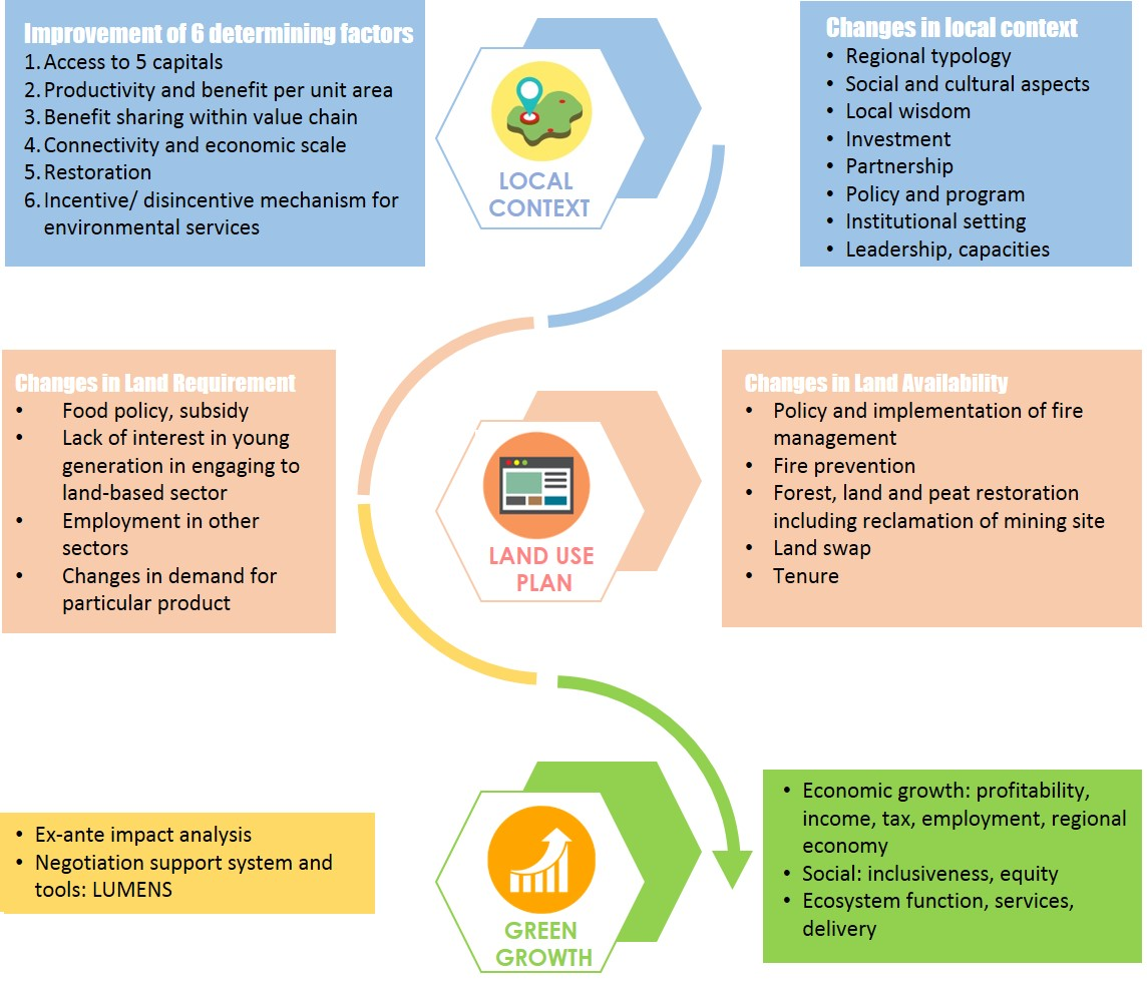 Improvement of 6 determining factors
1. Access to 5 capitals
2. Productivity and benefit per unit area
3. Benefit sharing within value chain
4. Connectivity and economic scale
5. Restoration
6. Incentive/ disincentive mechanism for
environmental services
LOCAL
CONTEXT
Changes in local context
• Regional typology
• Social and cultural aspects
• Local wisdom
• Investment
• Partnership
• Policy and program
• Institutional setting
• Leadership, capacities
Changes in Land Requirement
• Food policy, subsidy
• Lack of interest in young
generation in engaging to
land-based sector
• Employment in other
sectors
• Changes in demand for
particular product
LAND USE
PLAN
Changes in Land Availability
• Policy and implementation of fire
management
• Fire prevention
• Forest, land and peat restoration
including reclamation of mining site
• Land swap
• Tenure
• Ex-ante impact analysis
• Negotiation support system and
tools: LUMENS
GREEN
GROWTH
• Economic growth: profitability,
income, tax, employment, regional
economy
• Social: inclusiveness, equity
• Ecosystem function, services,
delivery